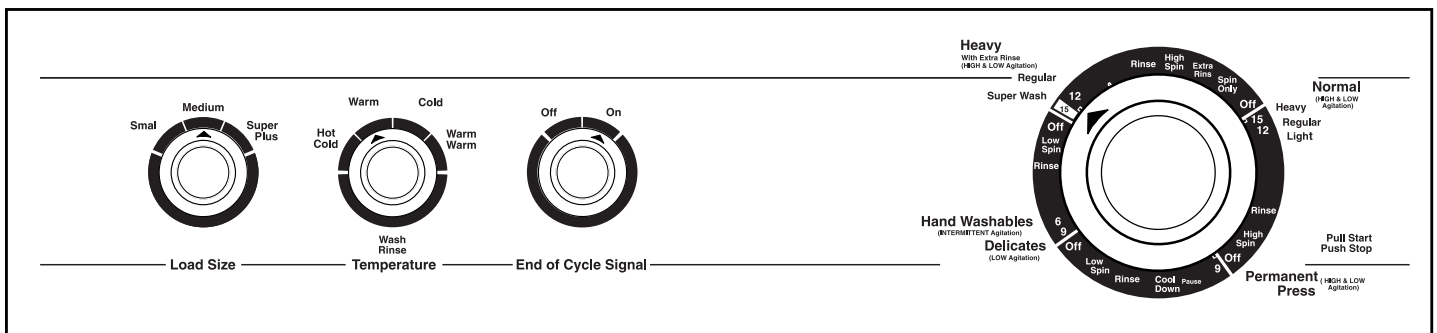 Smal
Medium
Super
Plus
Load Size
Hot
Cold
Warm
Cold
Warm
Warm
Wash
Rinse
Temperature
Off
On
End of Cycle Signal
Heavy
With Extra Rinse
(HIGH & LOW Agitation)
Regular
Super Wash
12
15
Rinse
High
Spin
Extra
Rins
Spin
Only
Off
Normal
(HIGH & LOW
Agitation)
Heavy
Regular
Light
15
12
Rinse
High
Spin
Off
Pull Start
Push Stop
Permanent
Press
( HIGH & LOW
Agitation)
9
Pause
Cool
Down
Rinse
Low
Spin
Off
Delicates
(LOW Agitation)
Hand Washables
(INTERMITTENT Agitation)
6
9
Rinse
Low
Spin
Off